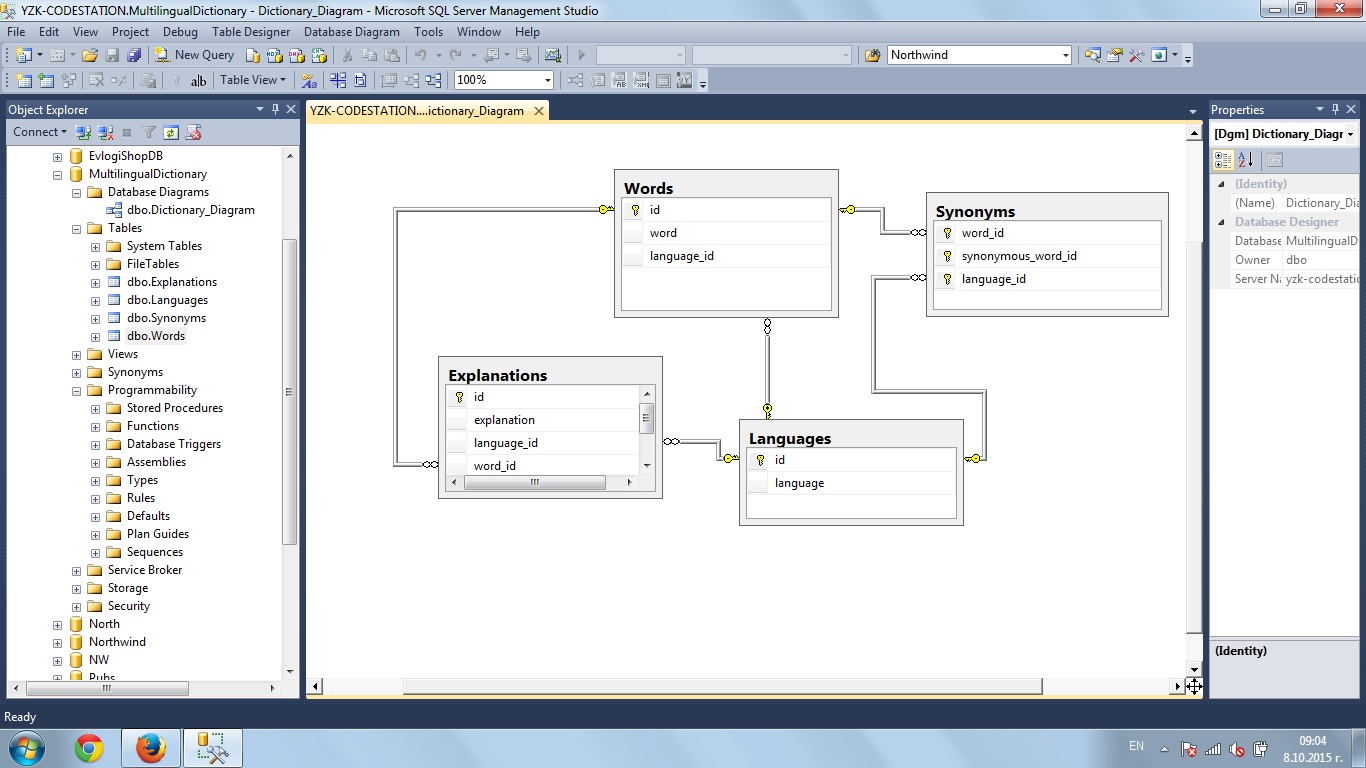 YZK-CODESTATION.MultilingualDictionary - Dictionary_Diagram - Microsoft SQL Server Management Studio
File Edit View Project Debug Table Designer Database Diagram Tools Window Help
New Query Northwind
a|b Table View 100%
Object Explorer
Connect
EvlogiShopDB
MultilingualDictionary
Database Diagrams
dbo.Dictionary_Diagram
Tables
System Tables
FileTables
dbo.Explanations
dbo.Languages
dbo.Synonyms
dbo.Words
Views
Synonyms
Programmability
Stored Procedures
Functions
Database Triggers
Assemblies
Types
Rules
Defaults
Plan Guides
Sequences
Service Broker
Storage
Security
North
Northwind
NW
Pubs
YZK-CODESTATION....ictionary_Diagram
Words
id
word
language_id
Synonyms
word_id
synonymous_word_id
language_id
Explanations
id
explanation
language_id
word_id
Languages
id
language
Properties
[Dgm] Dictionary_Diagr
(Identity)
(Name) Dictionary_Dia
Database Designer
Database MultilingualD
Owner dbo
Server Na yzk-codestatio
(Identity)
Ready
EN
09:04
8.10.2015 г.